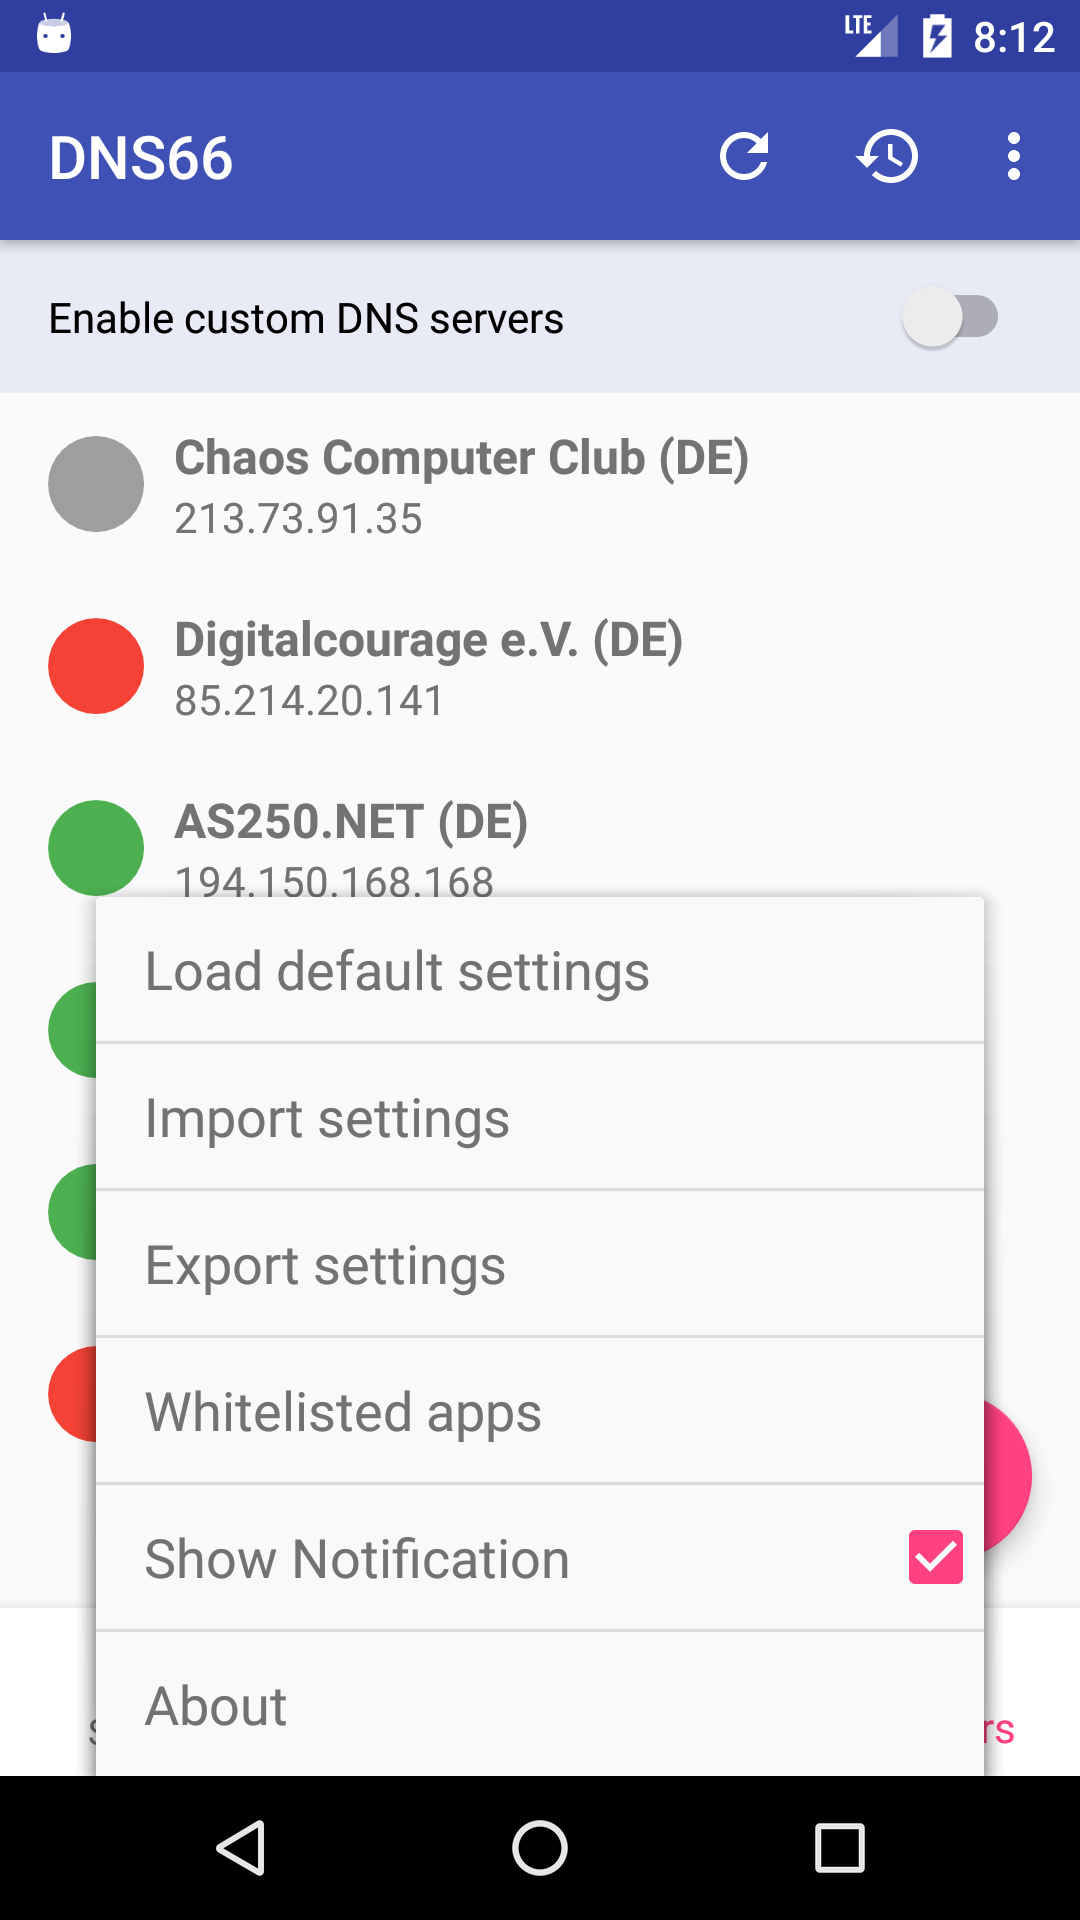 LTE 8:12
DNS66
Enable custom DNS servers
Chaos Computer Club (DE)
213.73.91.35
Digitalcourage e.V. (DE)
85.214.20.141
AS250.NET (DE)
194.150.168.168
Load default settings
Import settings
Export settings
Whitelisted apps
Show Notification
About
rs